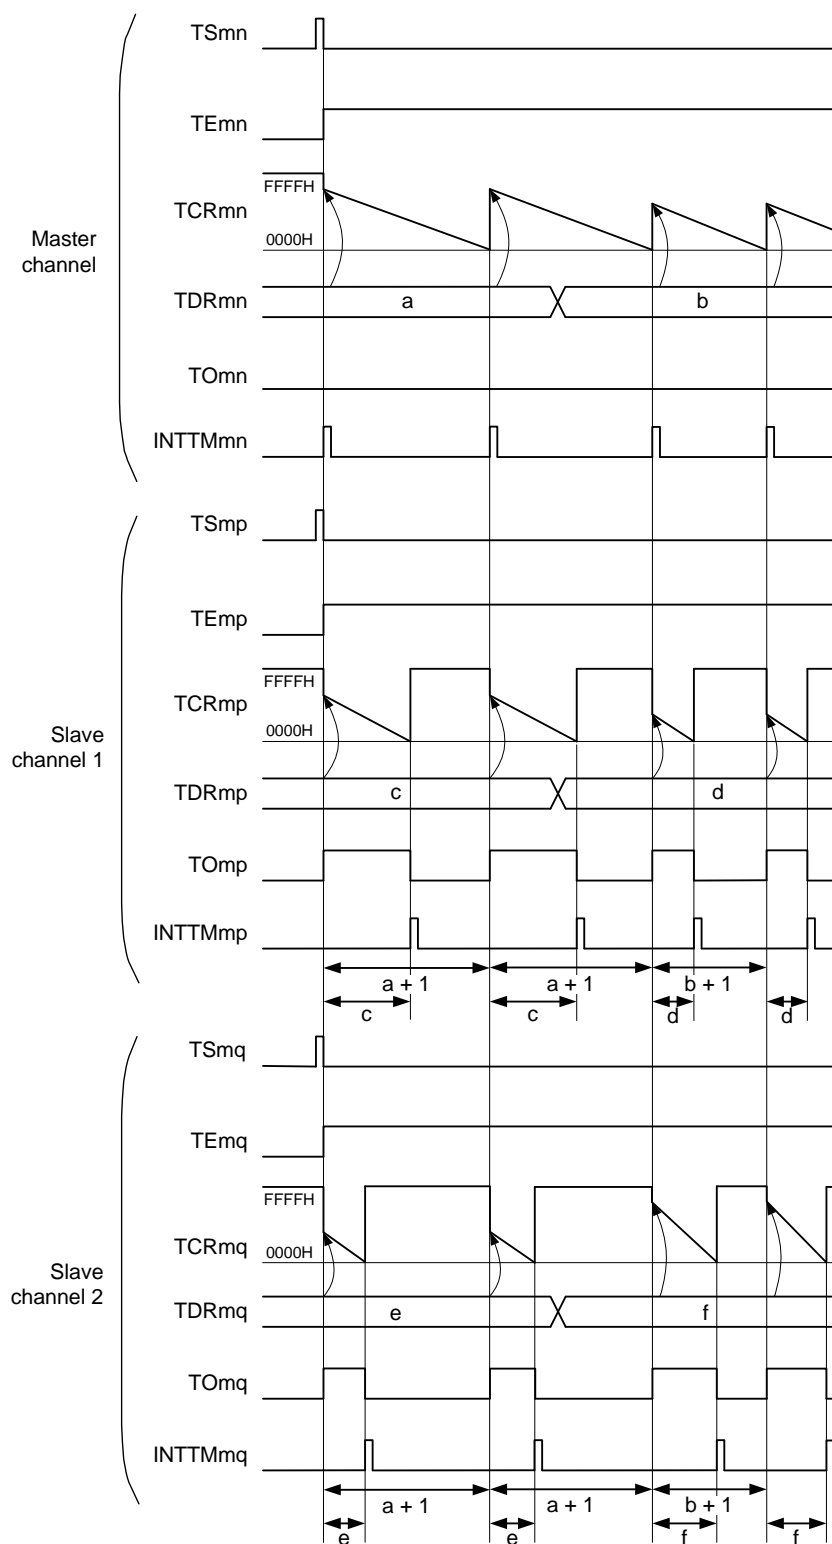 TSmn
TEmn
FFFFH
TCRmn
0000H
Master
channel
TDRmn
a
b
TOmn
INTTMmn
TSmp
TEmp
FFFFH
TCRmp
0000H
Slave
channel 1
TDRmp
c
d
TOmp
INTTMmp
a + 1
a + 1
b + 1
c
c
d
d
TSmq
TEmq
FFFFH
TCRmq
0000H
Slave
channel 2
TDRmq
e
f
TOmq
INTTMmq
a + 1
a + 1
b + 1
e
e
f
f